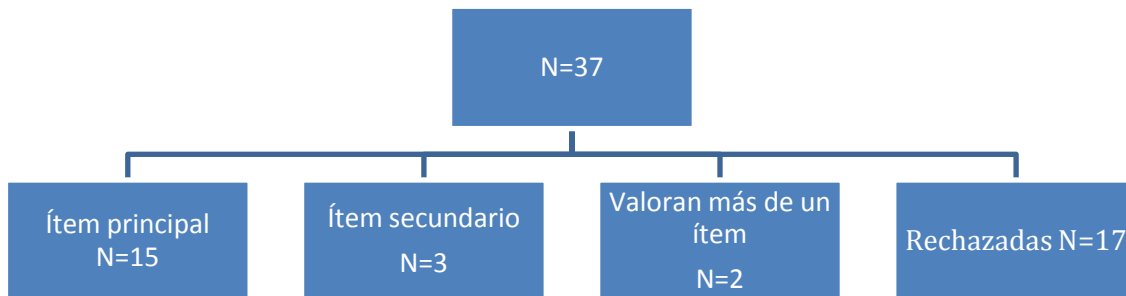 N=37
Ítem principal
N=15
Ítem secundario
N=3
Valoran más de un
ítem
N=2
Rechazadas N=17